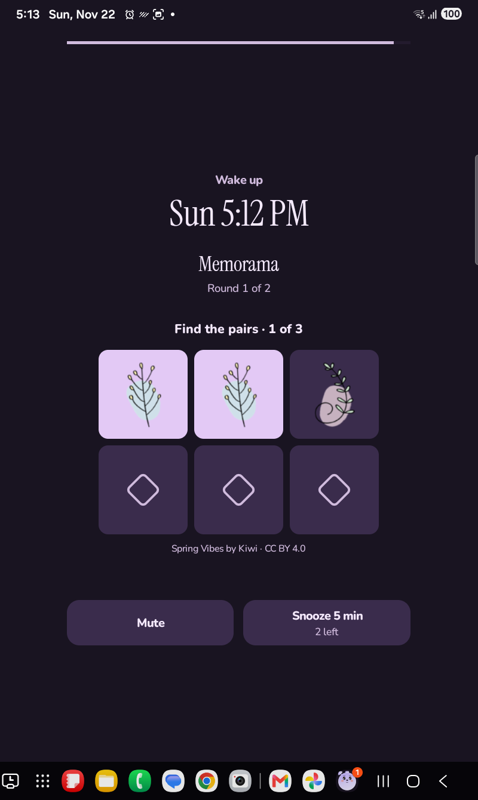 5:13 Sun, Nov 22
100
Wake up
Sun 5:12 PM
Memorama
Round 1 of 2
Find the pairs · 1 of 3
Spring Vibes by Kiwi · CC BY 4.0
Mute
Snooze 5 min
2 left
1